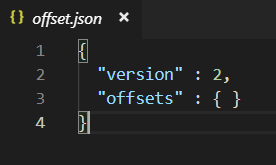 {} offset.json ×
1 {
2   "version" : 2,
3   "offsets" : { }
4 }